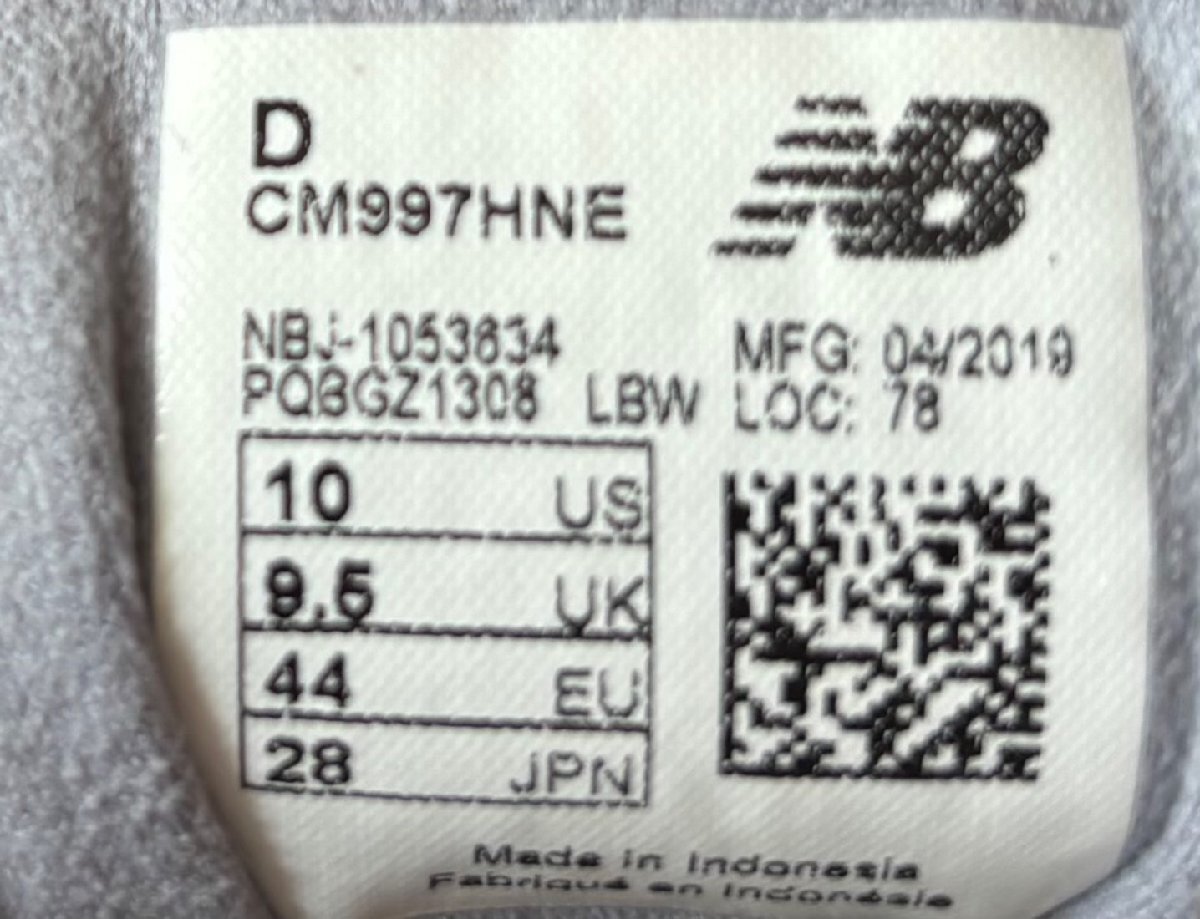 D
CM997HNE
NB
NBJ-1053634
PQBGZ1308 LBW
MFG: 04/2019
LOC: 78
10 US
9.5 UK
44 EU
28 JPN
Made in Indonesia
Fabriqué en Indonésie